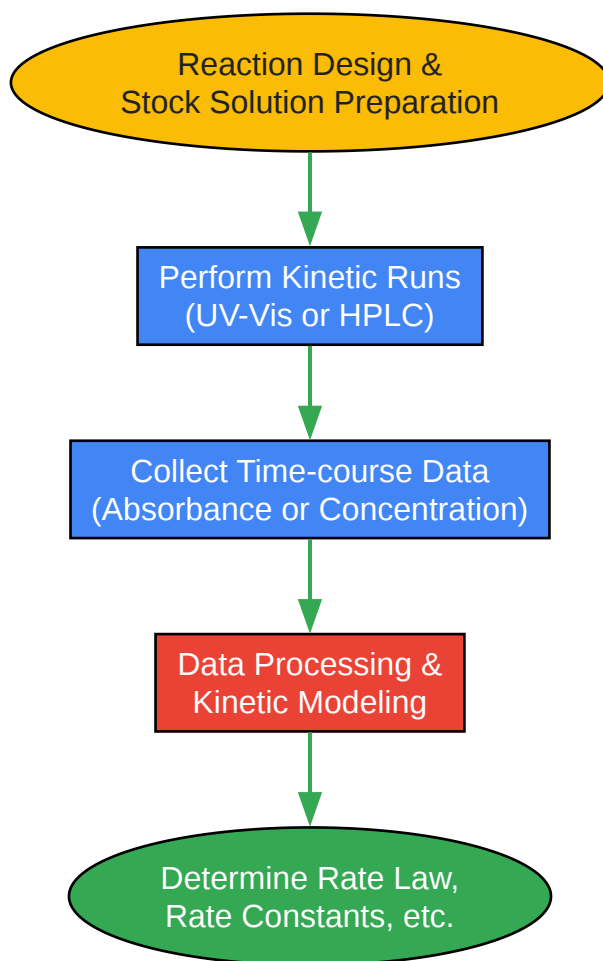 Reaction Design &
Stock Solution Preparation
Perform Kinetic Runs
(UV-Vis or HPLC)
Collect Time-course Data
(Absorbance or Concentration)
Data Processing &
Kinetic Modeling
Determine Rate Law,
Rate Constants, etc.